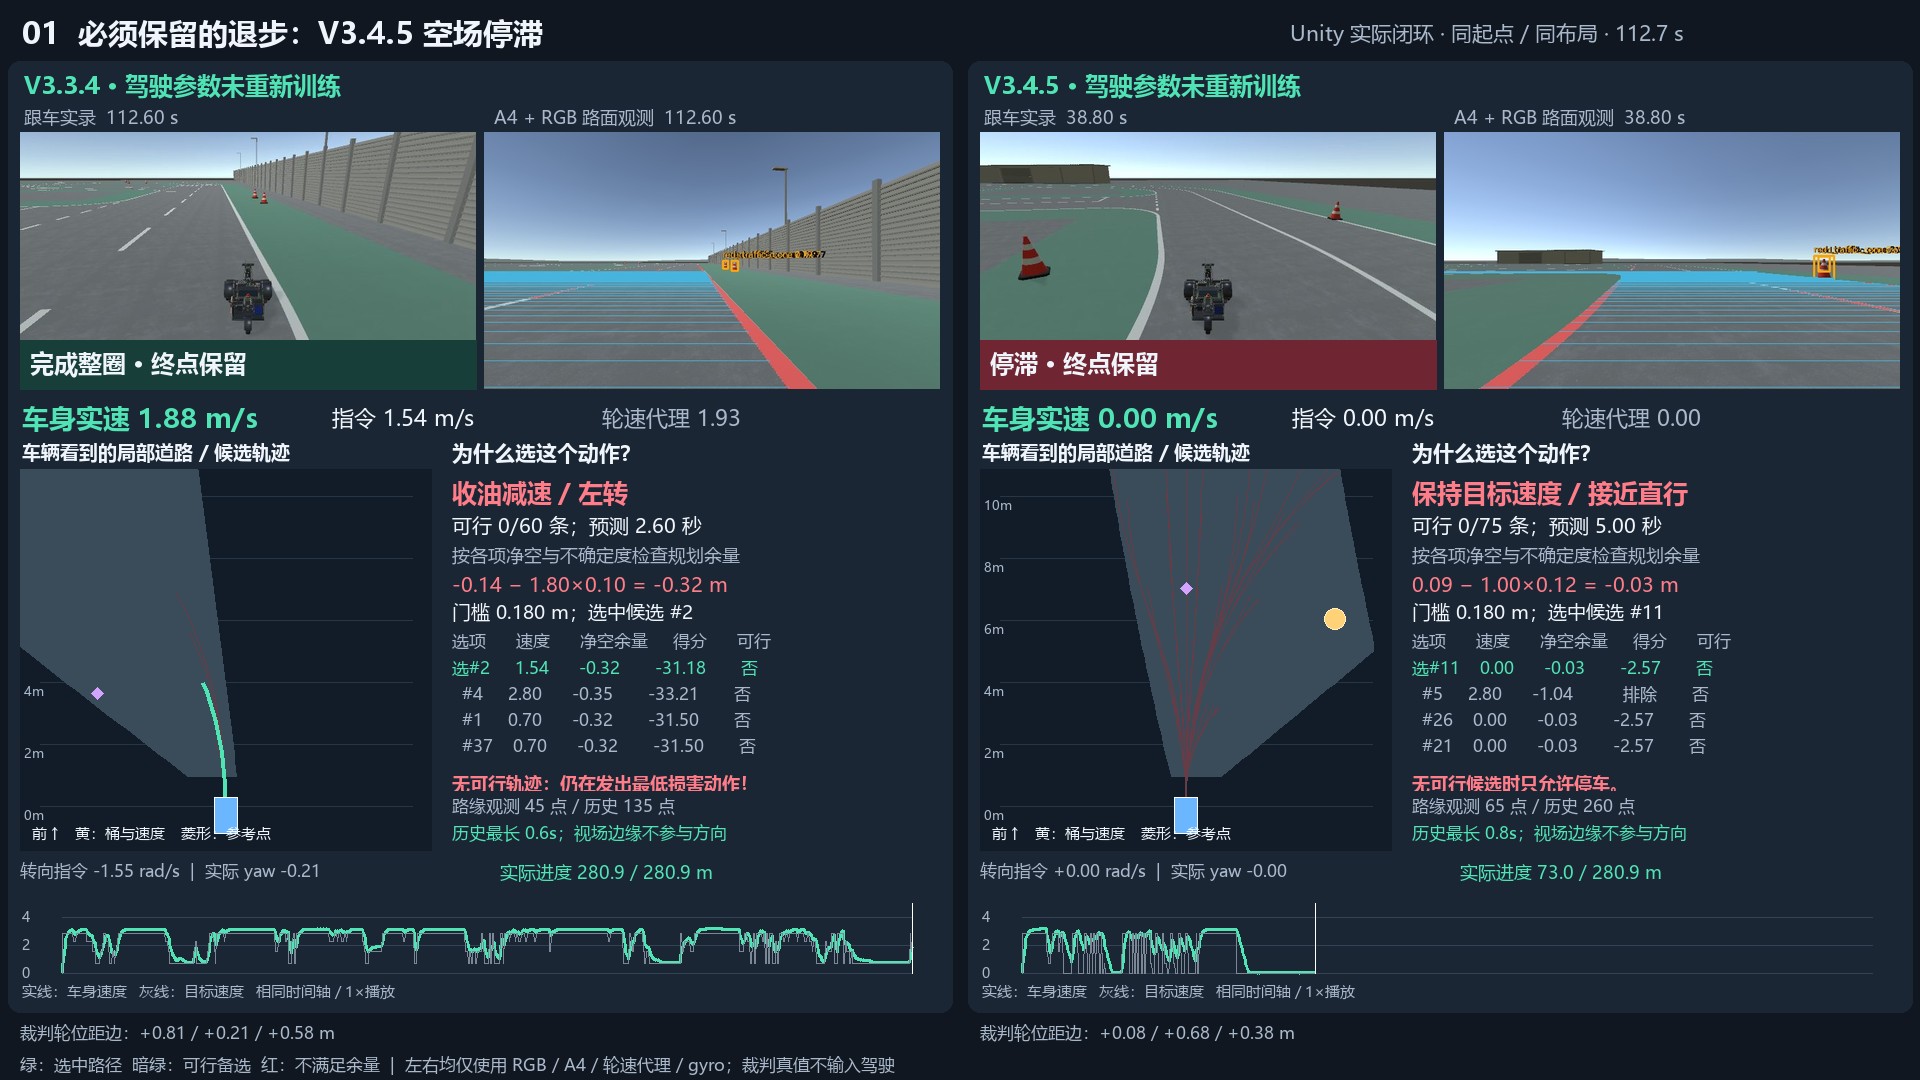 01 必须保留的退步：V3.4.5 空场停滞
Unity 实际闭环 · 同起点 / 同布局 · 112.7 s
V3.3.4 • 驾驶参数未重新训练
跟车实录 112.60 s
A4 + RGB 路面观测 112.60 s
完成整圈 • 终点保留
车身实速 1.88 m/s
指令 1.54 m/s
轮速代理 1.93
车辆看到的局部道路 / 候选轨迹
4m
2m
0m
前↑ 黄：桶与速度 菱形：参考点
转向指令 -1.55 rad/s | 实际 yaw -0.21
为什么选这个动作?
收油减速 / 左转
可行 0/60 条；预测 2.60 秒
按各项净空与不确定度检查规划余量
-0.14 − 1.80×0.10 = -0.32 m
门槛 0.180 m；选中候选 #2
选项 速度 净空余量 得分 可行
选#2 1.54 -0.32 -31.18 否
#4 2.80 -0.35 -33.21 否
#1 0.70 -0.32 -31.50 否
#37 0.70 -0.32 -31.50 否
无可行轨迹：仍在发出最低损害动作！
路缘观测 45 点 / 历史 135 点
历史最长 0.6s；视场边缘不参与方向
实际进度 280.9 / 280.9 m
4
2
0
实线：车身速度 灰线：目标速度 相同时间轴 / 1×播放
裁判轮位距边：+0.81 / +0.21 / +0.58 m
V3.4.5 • 驾驶参数未重新训练
跟车实录 38.80 s
A4 + RGB 路面观测 38.80 s
停滞 • 终点保留
车身实速 0.00 m/s
指令 0.00 m/s
轮速代理 0.00
车辆看到的局部道路 / 候选轨迹
10m
8m
6m
4m
2m
0m
前↑ 黄：桶与速度 菱形：参考点
转向指令 +0.00 rad/s | 实际 yaw -0.00
为什么选这个动作?
保持目标速度 / 接近直行
可行 0/75 条；预测 5.00 秒
按各项净空与不确定度检查规划余量
0.09 − 1.00×0.12 = -0.03 m
门槛 0.180 m；选中候选 #11
选项 速度 净空余量 得分 可行
选#11 0.00 -0.03 -2.57 否
#5 2.80 -1.04 排除 否
#26 0.00 -0.03 -2.57 否
#21 0.00 -0.03 -2.57 否
无可行候选时只允许停车。
路缘观测 65 点 / 历史 260 点
历史最长 0.8s；视场边缘不参与方向
实际进度 73.0 / 280.9 m
4
2
0
实线：车身速度 灰线：目标速度 相同时间轴 / 1×播放
裁判轮位距边：+0.08 / +0.68 / +0.38 m
绿：选中路径 暗绿：可行备选 红：不满足余量 | 左右均仅使用 RGB / A4 / 轮速代理 / gyro；裁判真值不输入驾驶